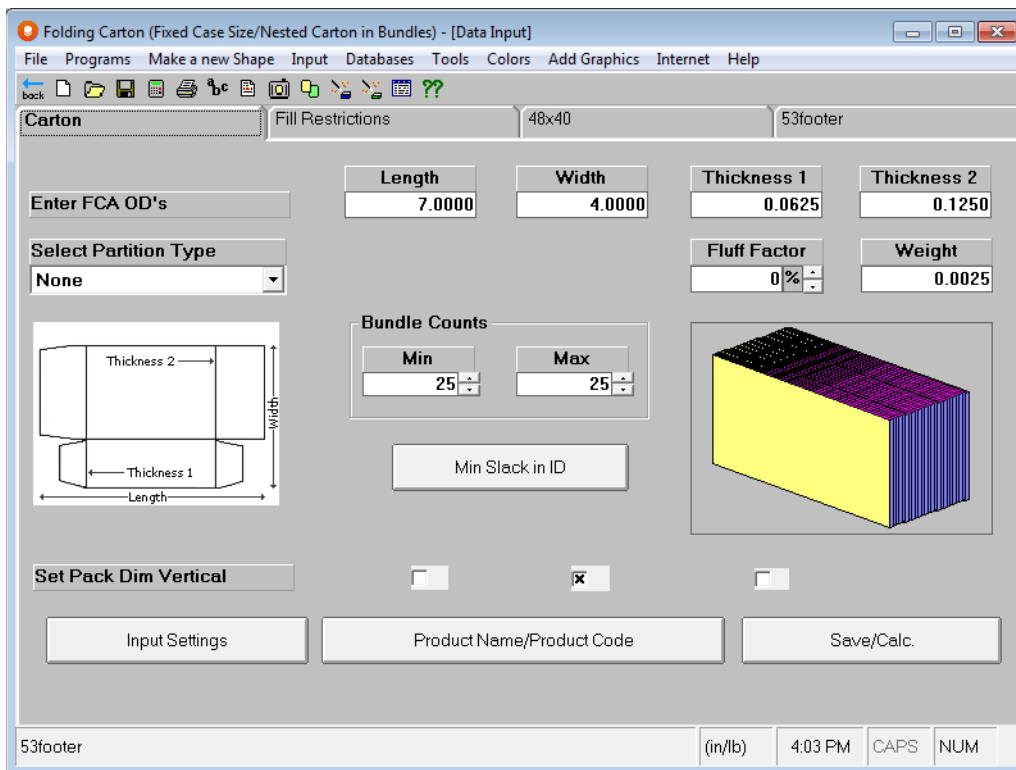 Folding Carton (Fixed Case Size/Nested Carton in Bundles) - [Data Input]
File Programs Make a new Shape Input Databases Tools Colors Add Graphics Internet Help
back abc ??
Carton Fill Restrictions 48x40 53footer
Length Width Thickness 1 Thickness 2
Enter FCA OD's 7.0000 4.0000 0.0625 0.1250
Select Partition Type Fluff Factor Weight
None 0 % 0.0025
Bundle Counts
Min Max
25 25
Thickness 2
Width
Thickness 1
Length
Min Slack in ID
Set Pack Dim Vertical
Input Settings Product Name/Product Code Save/Calc.
53footer (in/lb) 4:03 PM CAPS NUM